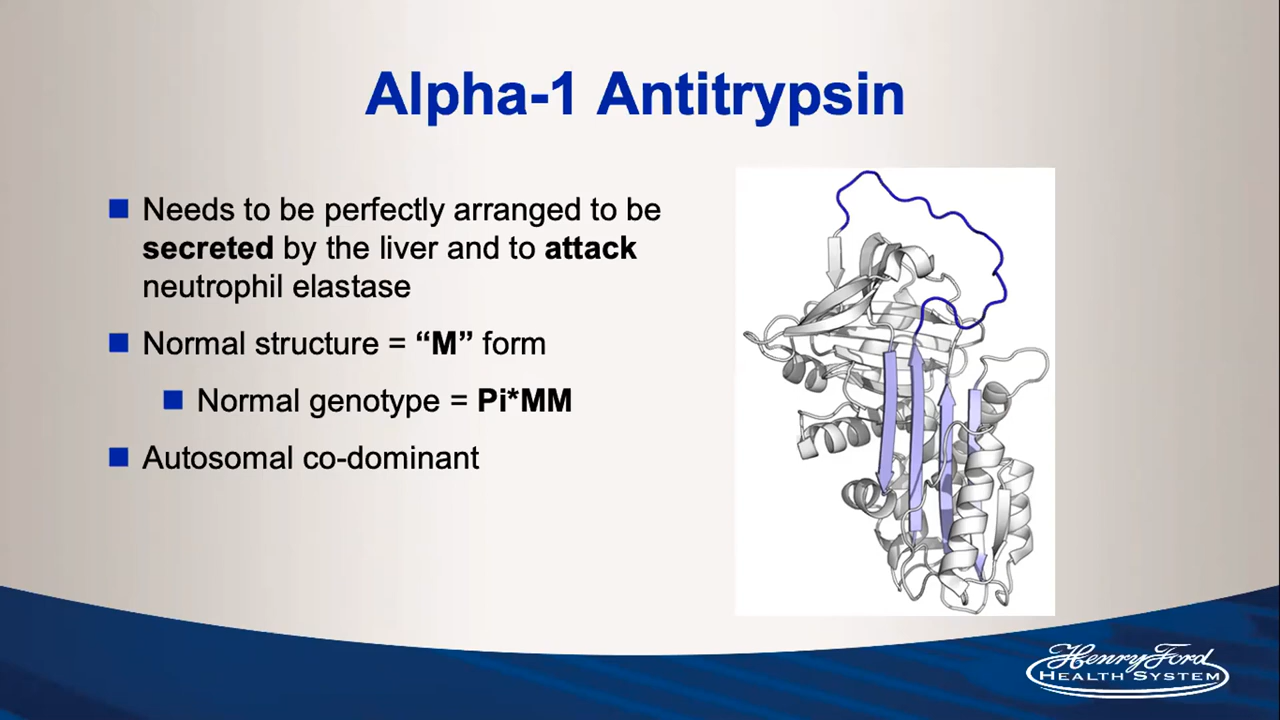 Alpha-1 Antitrypsin
Needs to be perfectly arranged to be
secreted by the liver and to attack
neutrophil elastase
Normal structure = “M” form
Normal genotype = Pi*MM
Autosomal co-dominant
Henry Ford
HEALTH SYSTEM